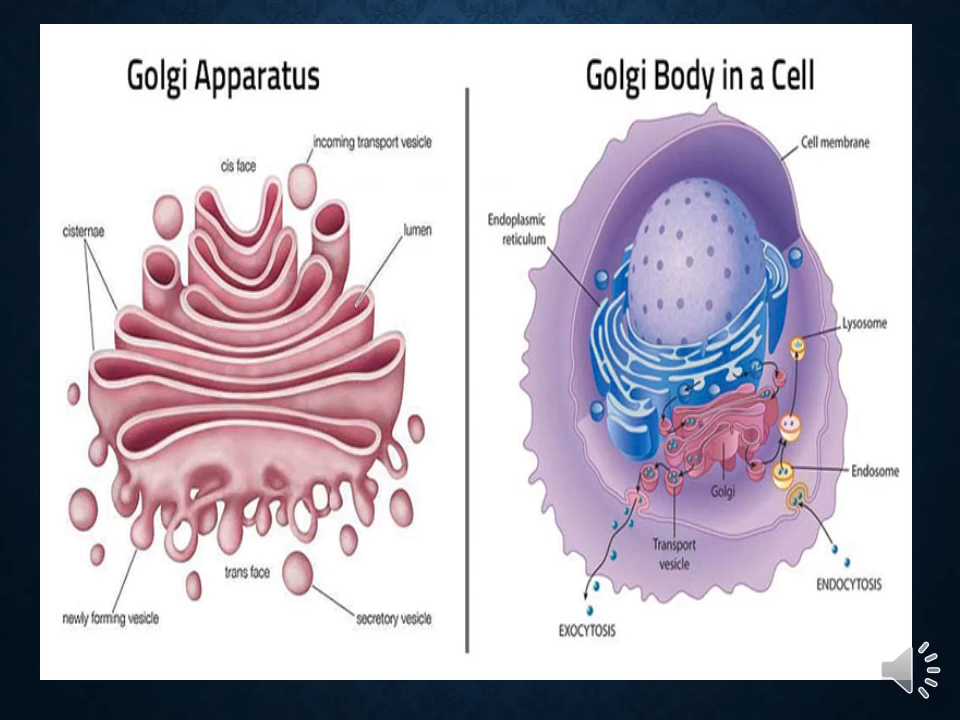 Golgi Apparatus
incoming transport vesicle
cis face
cisternae
lumen
trans face
newly forming vesicle
secretory vesicle
Golgi Body in a Cell
Cell membrane
Endoplasmic
reticulum
Lysosome
Endosome
Golgi
Transport
vesicle
ENDOCYTOSIS
EXOCYTOSIS